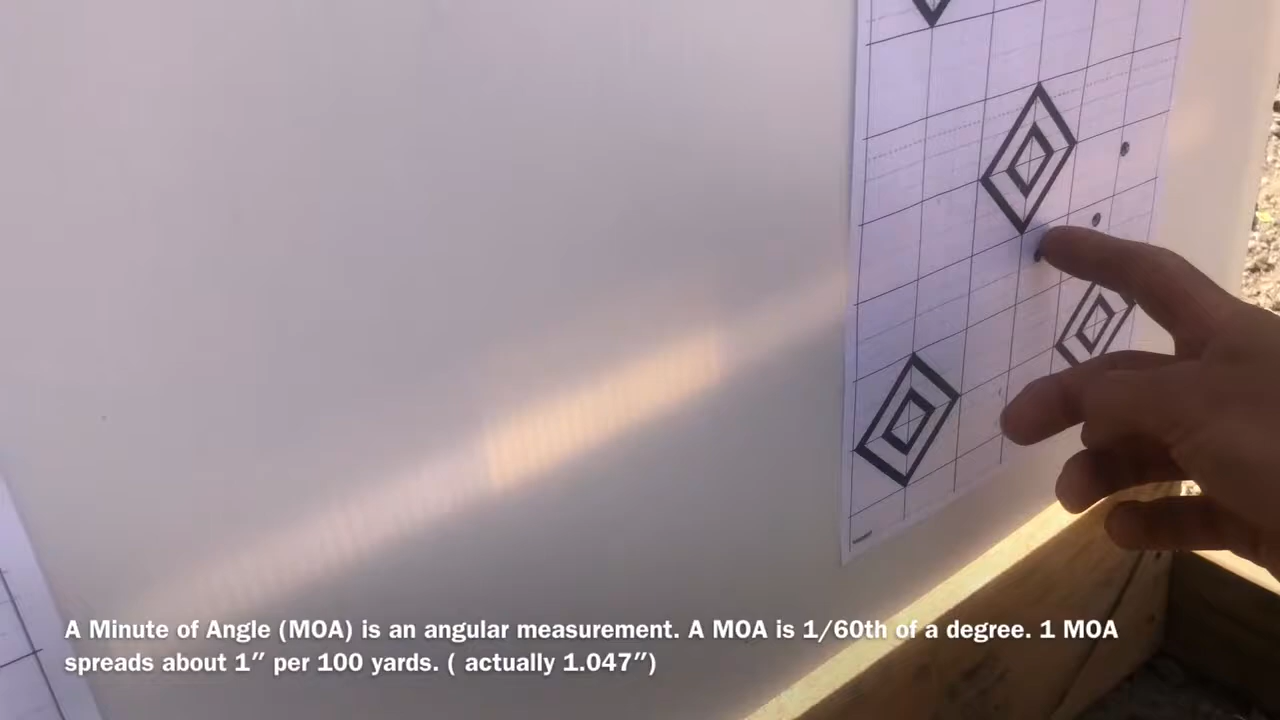 A Minute of Angle (MOA) is an angular measurement. A MOA is 1/60th of a degree. 1 MOA
spreads about 1″ per 100 yards. ( actually 1.047″)